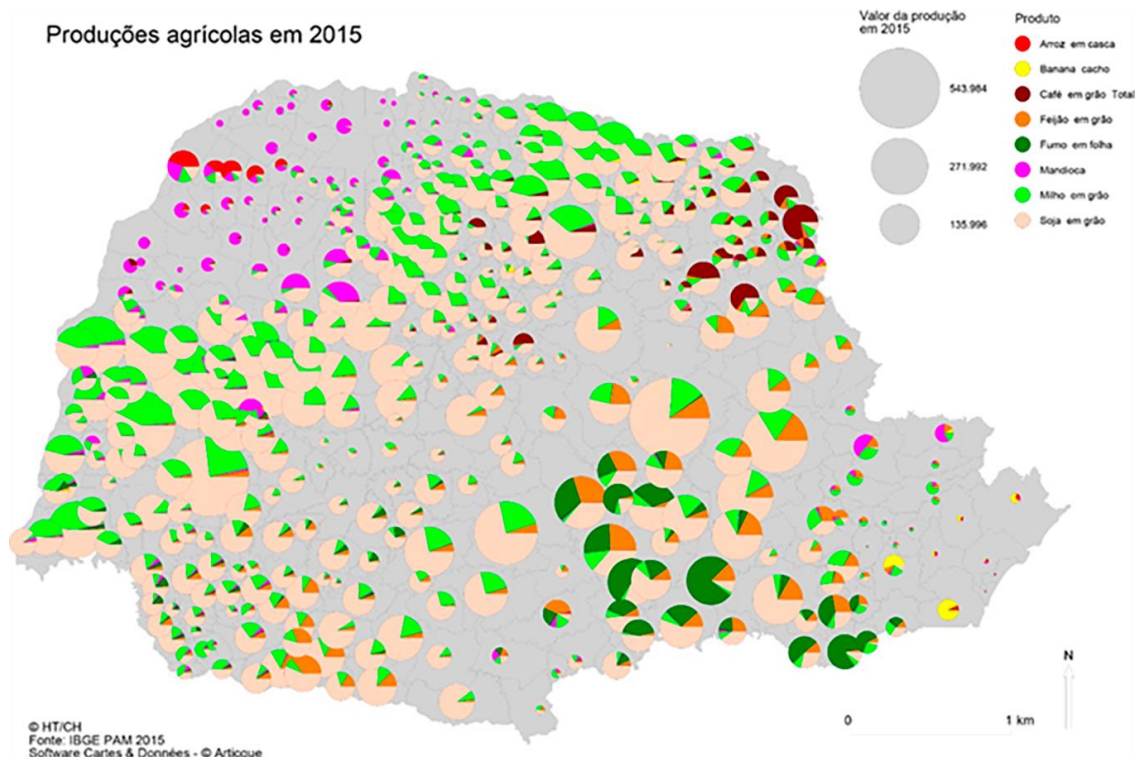 Produções agrícolas em 2015
Valor da produção
em 2015
543.984
271.992
135.996
Produto
Arroz em casca
Banana cacho
Café em grão Total
Feijão em grão
Fumo em folha
Mandioca
Milho em grão
Soja em grão
N
0 1 km
© HT/CH
Fonte: IBGE PAM 2015
Software Cartes & Données - © Articque